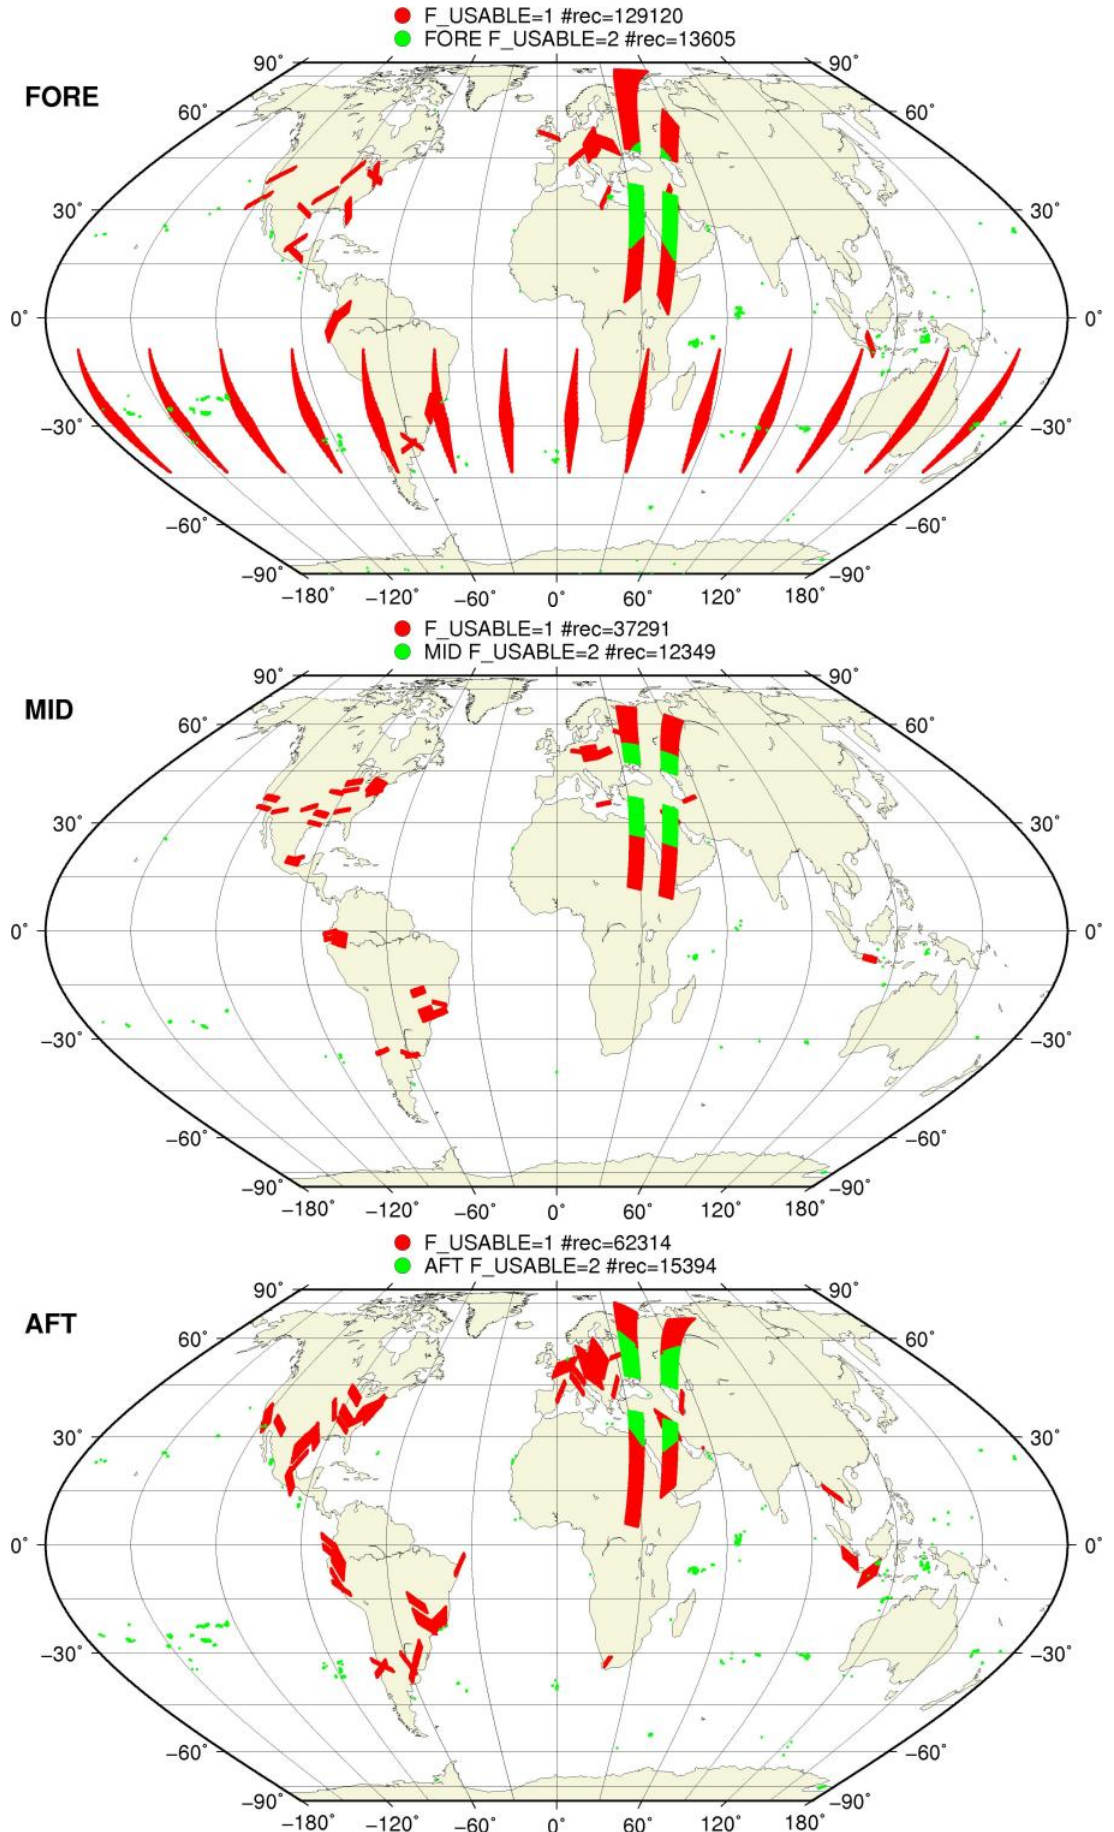 F_USABLE=1 #rec=129120
FORE F_USABLE=2 #rec=13605
FORE
90° 90°
60° 60°
30° 30°
0° 0°
−30° −30°
−60° −60°
−90° −90°
−180° −120° −60° 0° 60° 120° 180°
F_USABLE=1 #rec=37291
MID F_USABLE=2 #rec=12349
MID
90° 90°
60° 60°
30° 30°
0° 0°
−30° −30°
−60° −60°
−90° −90°
−180° −120° −60° 0° 60° 120° 180°
F_USABLE=1 #rec=62314
AFT F_USABLE=2 #rec=15394
AFT
90° 90°
60° 60°
30° 30°
0° 0°
−30° −30°
−60° −60°
−90° −90°
−180° −120° −60° 0° 60° 120° 180°